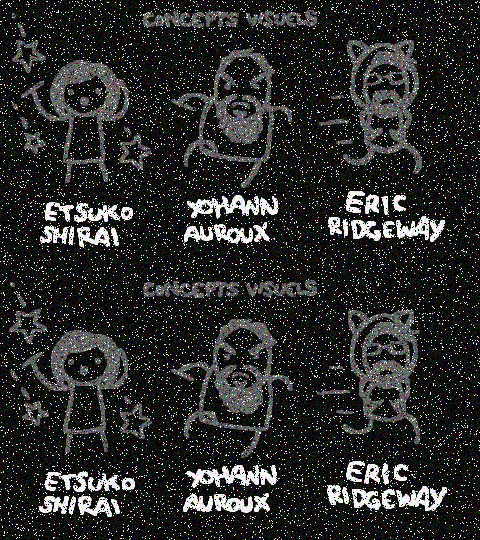 CONCEPTS VISUELS
ETSUKO SHIRAI
YOHANN AUROUX
ERIC RIDGEWAY
CONCEPTS VISUELS
ETSUKO SHIRAI
YOHANN AUROUX
ERIC RIDGEWAY